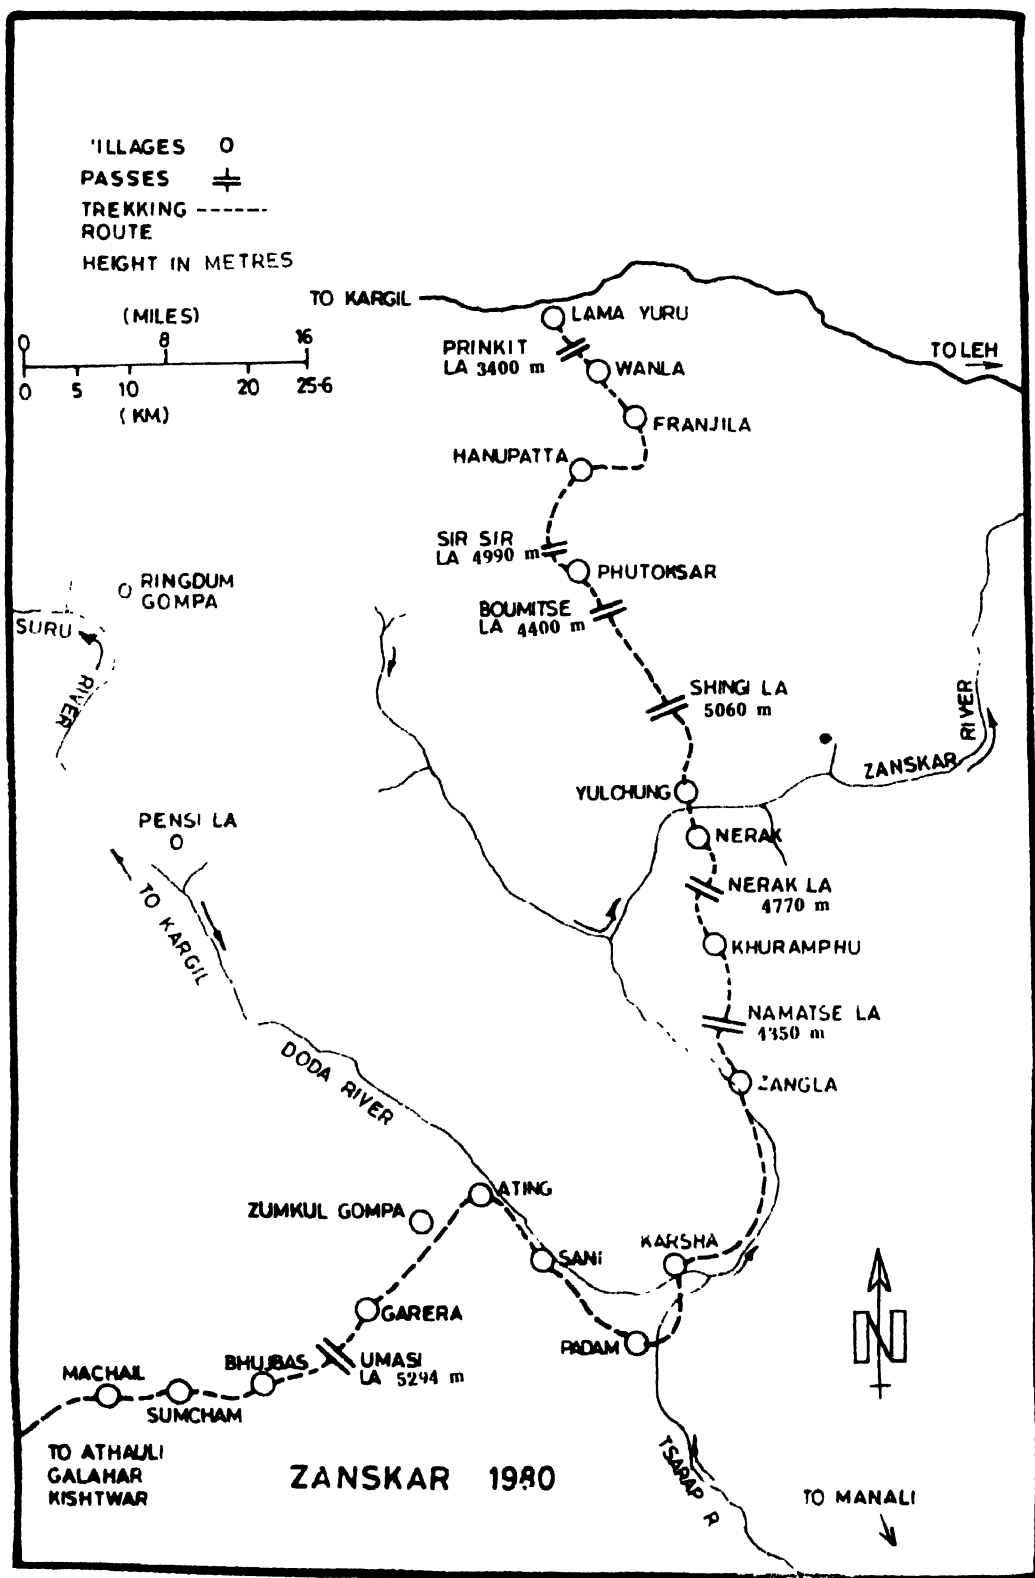 'ILLAGES O
PASSES
TREKKING
ROUTE
HEIGHT IN METRES
(MILES)
0 8 16
0 5 10 20 25·6
(KM)
TO KARGIL
LAMA YURU
PRINKIT
LA 3400 m
WANLA
TO LEH
FRANJILA
HANUPATTA
SIR SIR
LA 4990 m
PHUTOKSAR
RINGDUM
GOMPA
BOUMITSE
LA 4400 m
SURU
RIVER
SHINGI LA
5060 m
ZANSKAR
RIVER
YULCHUNG
PENSI LA
NERAK
TO KARGIL
NERAK LA
4770 m
KHURAMPHU
NAMATSE LA
4350 m
DODA RIVER
ZANGLA
ATING
ZUMKUL GOMPA
SANI
KARSHA
GARERA
PADAM
N
UMASI
LA 5294 m
BHUJBAS
MACHAIL
SUMCHAM
TO ATHAULI
GALAHAR
KISHTWAR
ZANSKAR 1980
TSARAP R
TO MANALI